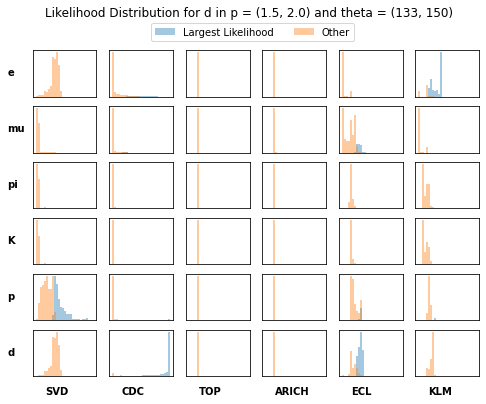 Likelihood Distribution for d in p = (1.5, 2.0) and theta = (133, 150)
Largest Likelihood Other
e
mu
pi
K
p
d
SVD CDC TOP ARICH ECL KLM